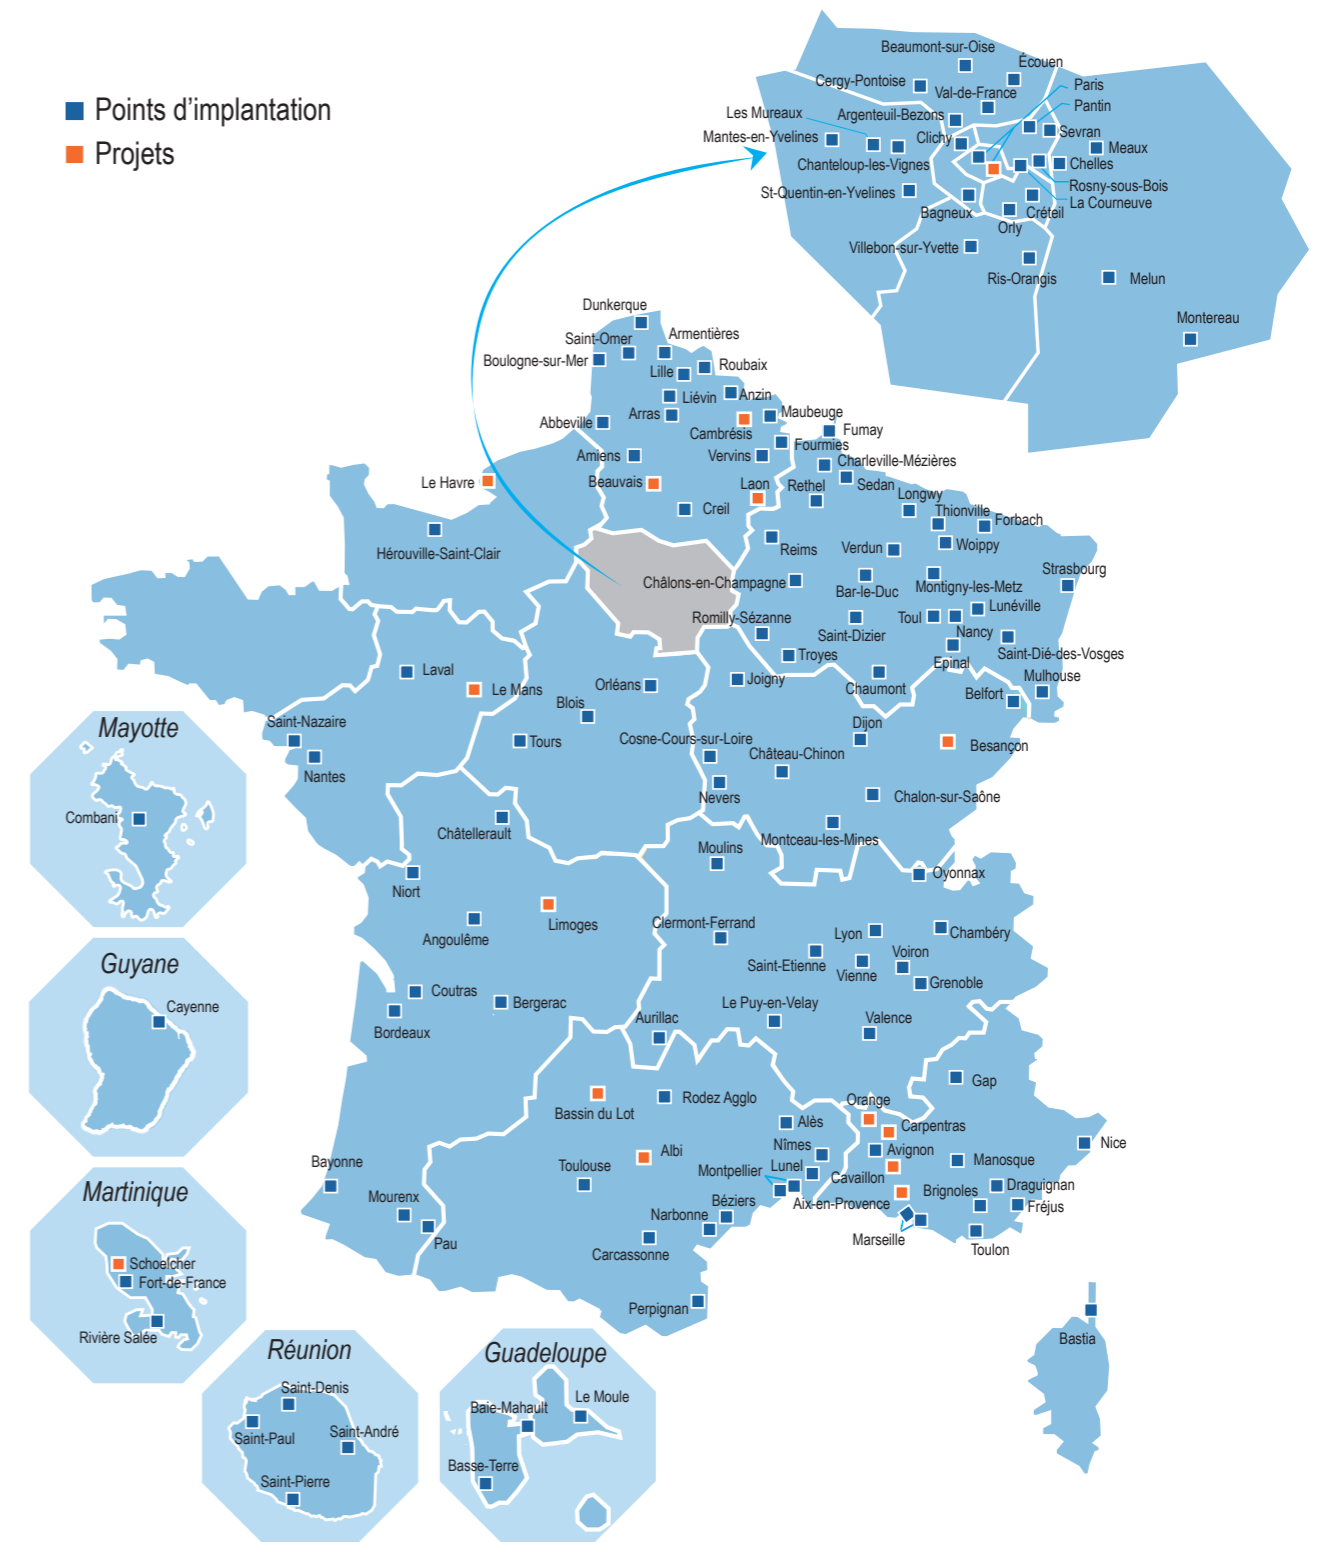 Points d'implantation
Projets
Beaumont-sur-Oise
Écouen
Cergy-Pontoise
Val-de-France
Paris
Pantin
Les Mureaux
Argenteuil-Bezons
Mantes-en-Yvelines
Clichy
Sevran
Meaux
Chanteloup-les-Vignes
Chelles
Rosny-sous-Bois
St-Quentin-en-Yvelines
La Courneuve
Bagneux
Créteil
Orly
Villebon-sur-Yvette
Ris-Orangis
Melun
Montereau
Dunkerque
Saint-Omer
Armentières
Boulogne-sur-Mer
Lille
Roubaix
Liévin
Anzin
Arras
Maubeuge
Abbeville
Cambrésis
Fumay
Fourmies
Amiens
Vervins
Charleville-Mézières
Le Havre
Beauvais
Laon
Rethel
Sedan
Longwy
Creil
Thionville
Forbach
Hérouville-Saint-Clair
Reims
Verdun
Woippy
Châlons-en-Champagne
Bar-le-Duc
Montigny-les-Metz
Strasbourg
Romilly-Sézanne
Saint-Dizier
Toul
Lunéville
Nancy
Troyes
Epinal
Saint-Dié-des-Vosges
Laval
Le Mans
Orléans
Joigny
Chaumont
Mulhouse
Belfort
Blois
Saint-Nazaire
Tours
Cosne-Cours-sur-Loire
Dijon
Besançon
Nantes
Château-Chinon
Nevers
Chalon-sur-Saône
Mayotte
Combani
Châtellerault
Montceau-les-Mines
Moulins
Niort
Oyonnax
Limoges
Angoulême
Clermont-Ferrand
Lyon
Chambéry
Voiron
Saint-Etienne
Vienne
Grenoble
Guyane
Cayenne
Coutras
Bergerac
Bordeaux
Le Puy-en-Velay
Aurillac
Valence
Gap
Bassin du Lot
Rodez Agglo
Orange
Alès
Carpentras
Nice
Albi
Nîmes
Avignon
Bayonne
Toulouse
Montpellier
Lunel
Cavaillon
Manosque
Martinique
Mourenx
Béziers
Aix-en-Provence
Brignoles
Draguignan
Fréjus
Narbonne
Pau
Carcassonne
Marseille
Toulon
Schoelcher
Fort-de-France
Perpignan
Rivière Salée
Bastia
Réunion
Saint-Denis
Saint-Paul
Saint-André
Saint-Pierre
Guadeloupe
Le Moule
Baie-Mahault
Basse-Terre